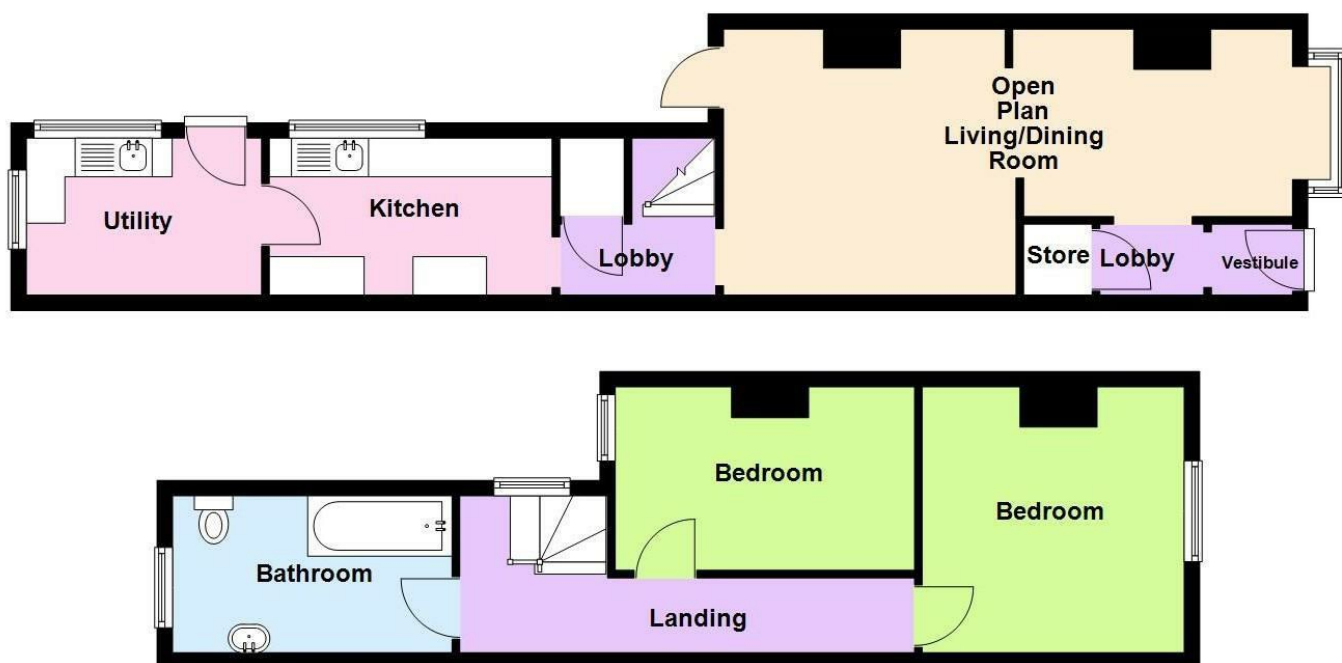 Open
Plan
Living/Dining
Room
Utility
Kitchen
Lobby
Store
Lobby
Vestibule
Bedroom
Bedroom
Bathroom
Landing